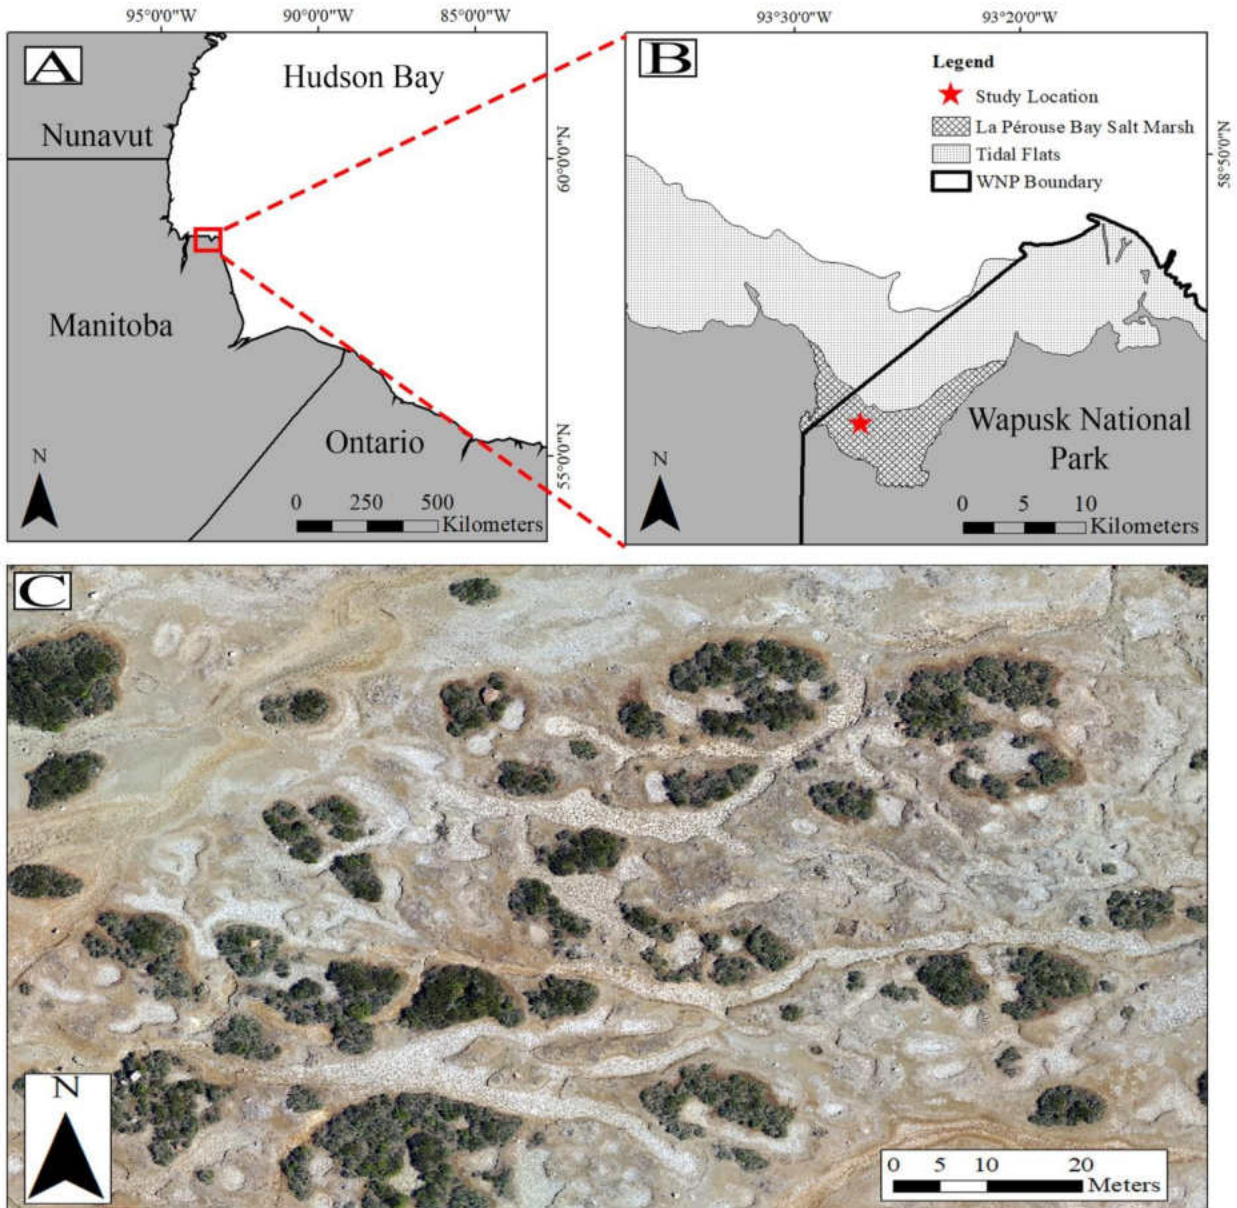 95°0'0"W 90°0'0"W 85°0'0"W
A
Hudson Bay
Nunavut
60°0'0"N
Manitoba
Ontario
55°0'0"N
N
0 250 500
Kilometers
93°30'0"W 93°20'0"W
B
Legend
Study Location
La Pérouse Bay Salt Marsh
Tidal Flats
WNP Boundary
58°50'0"N
Wapusk National
Park
N
0 5 10
Kilometers
C
N
0 5 10 20
Meters